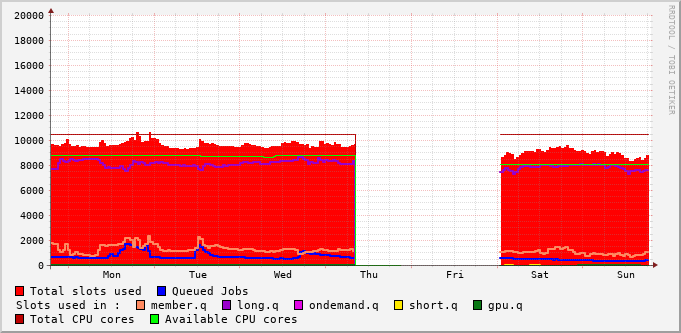 20000
18000
16000
14000
12000
10000
8000
6000
4000
2000
0
Mon Tue Wed Thu Fri Sat Sun
RRDTOOL / TOBI OETIKER
Total slots used Queued Jobs
Slots used in : member.q long.q ondemand.q short.q gpu.q
Total CPU cores Available CPU cores